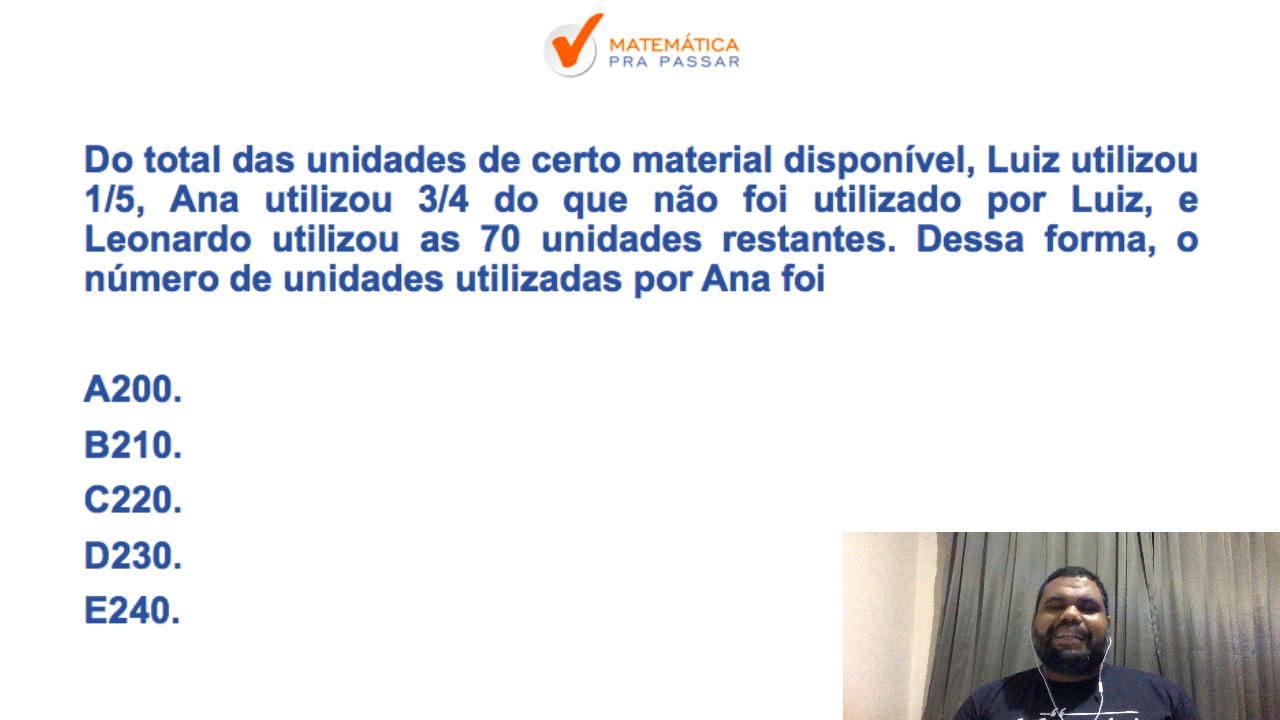 MATEMÁTICA
PRA PASSAR
Do total das unidades de certo material disponível, Luiz utilizou
1/5, Ana utilizou 3/4 do que não foi utilizado por Luiz, e
Leonardo utilizou as 70 unidades restantes. Dessa forma, o
número de unidades utilizadas por Ana foi
A200.
B210.
C220.
D230.
E240.